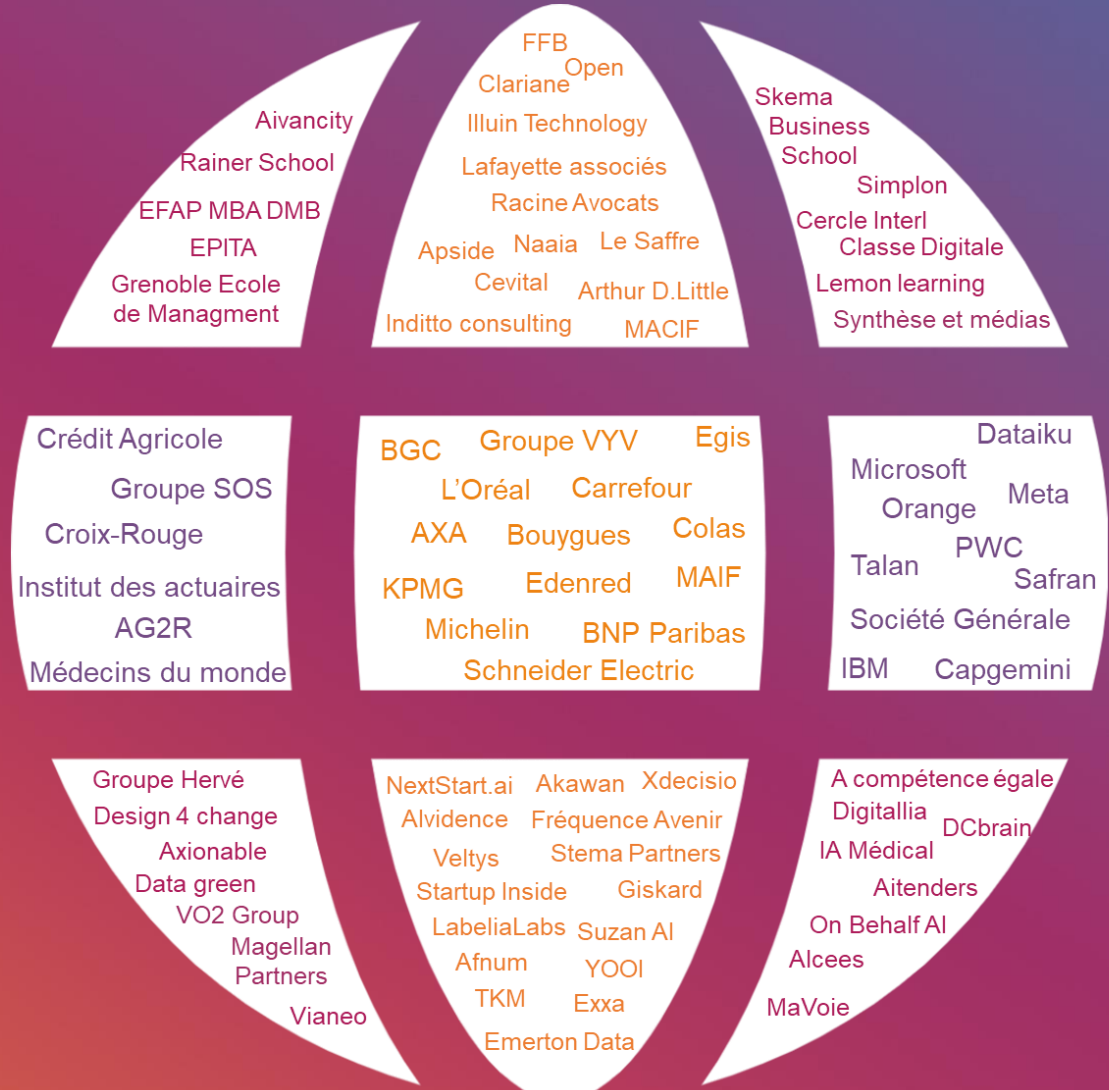 Aivancity
Rainer School
EFAP MBA DMB
EPITA
Grenoble Ecole
de Managment
FFB
Open
Clariane
Illuin Technology
Lafayette associés
Racine Avocats
Apside Naaia Le Saffre
Cevital Arthur D.Little
Inditto consulting MACIF
Skema
Business
School
Simplon
Cercle Interl
Classe Digitale
Lemon learning
Synthèse et médias
Crédit Agricole
Groupe SOS
Croix-Rouge
Institut des actuaires
AG2R
Médecins du monde
BGC Groupe VYV Egis
L'Oréal Carrefour
AXA Bouygues Colas
KPMG Edenred MAIF
Michelin BNP Paribas
Schneider Electric
Dataiku
Microsoft
Orange Meta
Talan PWC
Safran
Société Générale
IBM Capgemini
Groupe Hervé
Design 4 change
Axionable
Data green
VO2 Group
Magellan
Partners
Vianeo
NextStart.ai Akawan Xdecisio
Alvidence Fréquence Avenir
Veltys Stema Partners
Startup Inside Giskard
LabeliaLabs Suzan AI
Afnum YOOI
TKM Exxa
Emerton Data
A compétence égale
Digitallia
DCbrain
IA Médical
Aitenders
On Behalf AI
Alcees
MaVoie